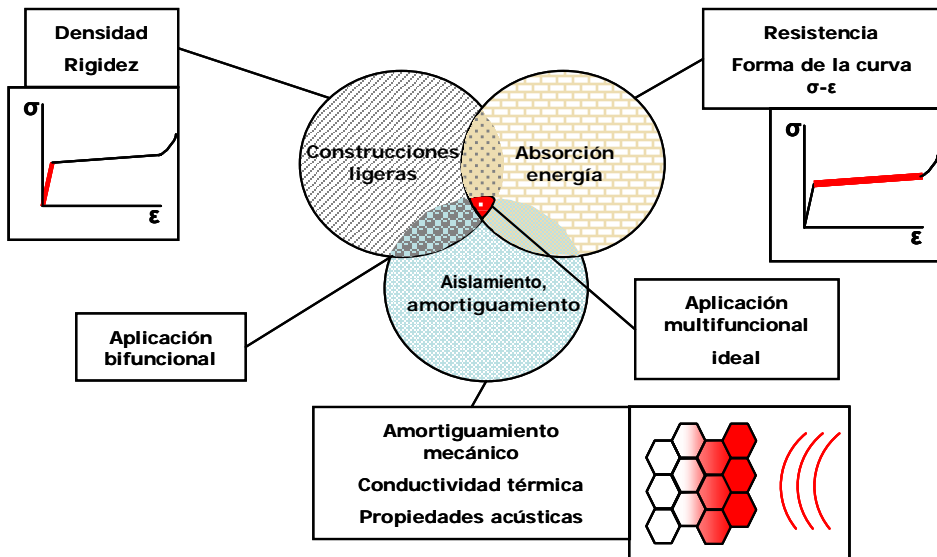 Densidad
Rigidez
σ
ε
Resistencia
Forma de la curva
σ-ε
σ
ε
Construcciones
ligeras
Absorción
energía
Aislamiento,
amortiguamiento
Aplicación
bifuncional
Aplicación
multifuncional
ideal
Amortiguamiento
mecánico
Conductividad térmica
Propiedades acústicas